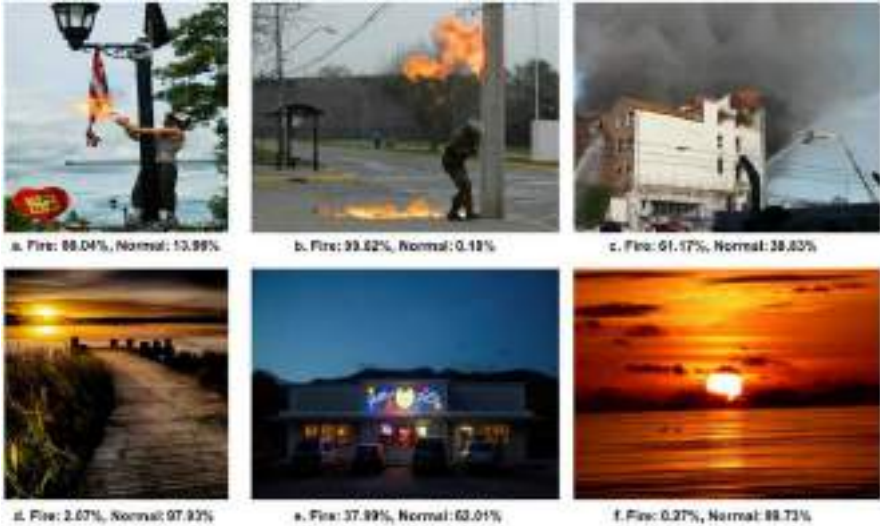 a. Fire: 86.04%, Normal: 13.96%
b. Fire: 99.82%, Normal: 0.18%
c. Fire: 61.17%, Normal: 38.83%
d. Fire: 2.07%, Normal: 97.93%
e. Fire: 37.99%, Normal: 62.01%
f. Fire: 0.27%, Normal: 99.73%